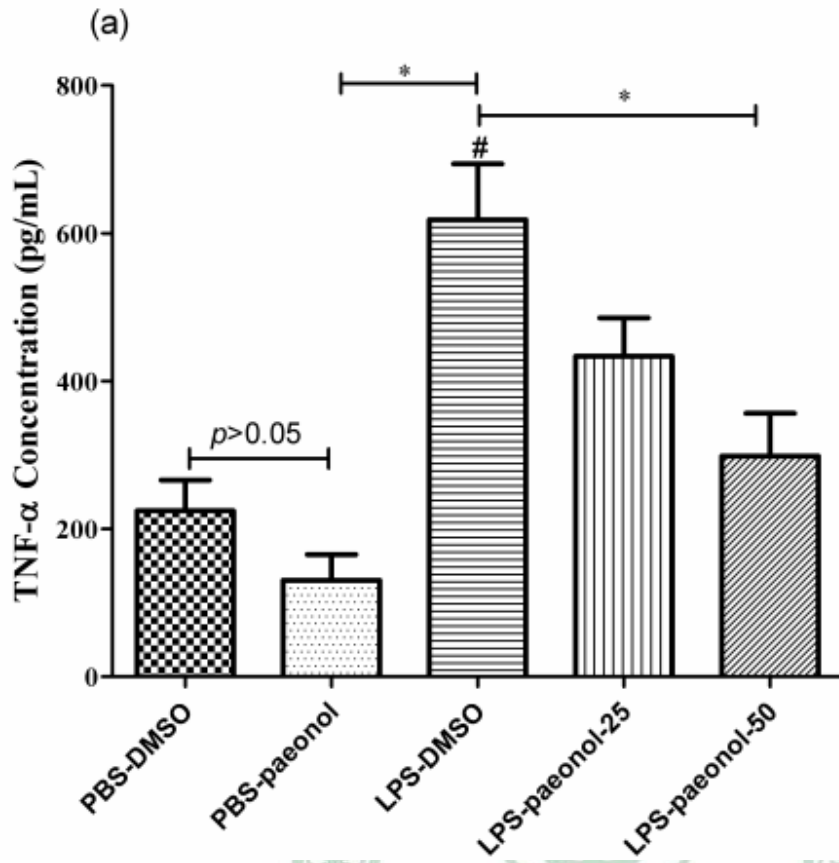 (a)
TNF-α Concentration (pg/mL)
800
600
400
200
0
*
*
#
p>0.05
PBS-DMSO
PBS-paeonol
LPS-DMSO
LPS-paeonol-25
LPS-paeonol-50